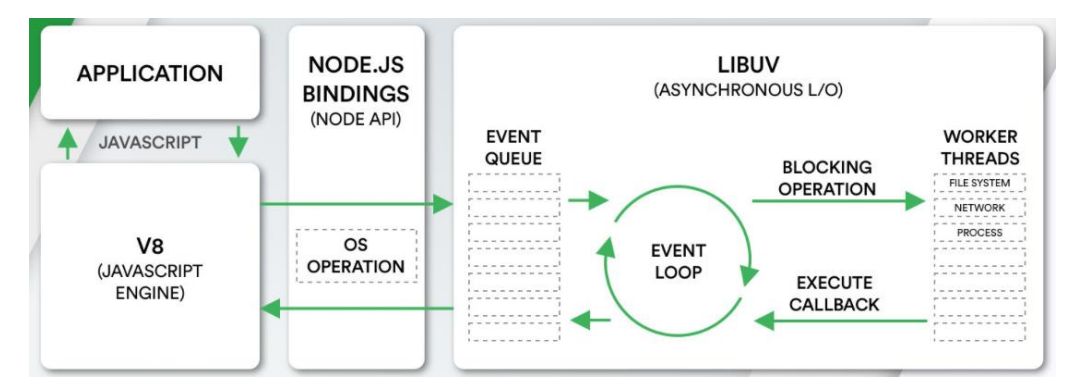 APPLICATION
JAVASCRIPT
V8
(JAVASCRIPT
ENGINE)
NODE.JS
BINDINGS
(NODE API)
OS
OPERATION
LIBUV
(ASYNCHRONOUS L/O)
EVENT
QUEUE
EVENT
LOOP
BLOCKING
OPERATION
EXECUTE
CALLBACK
WORKER
THREADS
FILE SYSTEM
NETWORK
PROCESS